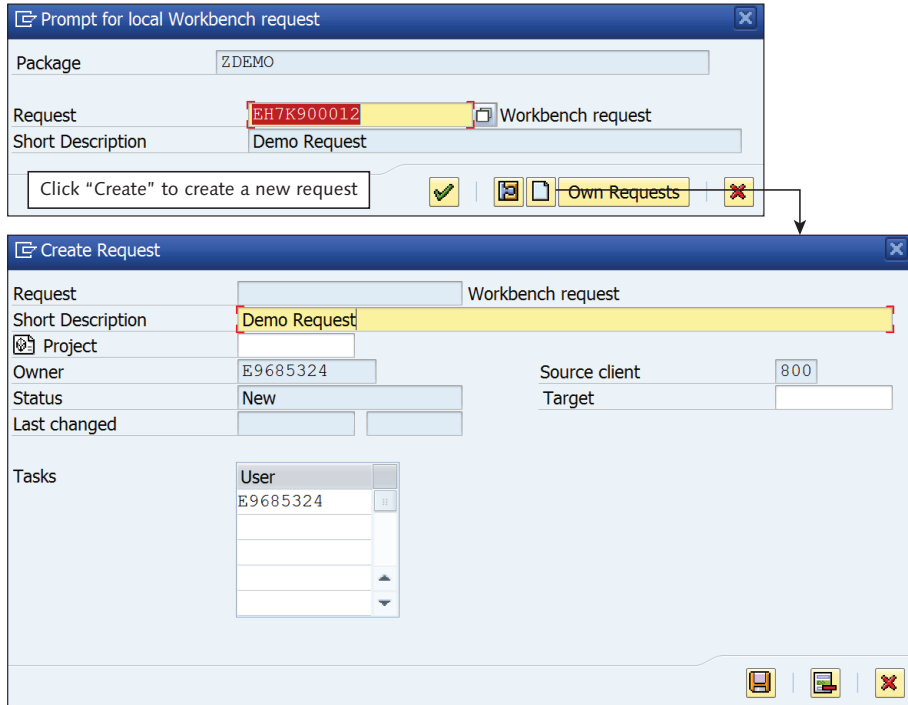 Prompt for local Workbench request
Package ZDEMO
Request EH7K900012 Workbench request
Short Description Demo Request
Click “Create” to create a new request
Own Requests
Create Request
Request Workbench request
Short Description Demo Request
Project
Owner E9685324 Source client 800
Status New Target
Last changed
Tasks User
E9685324